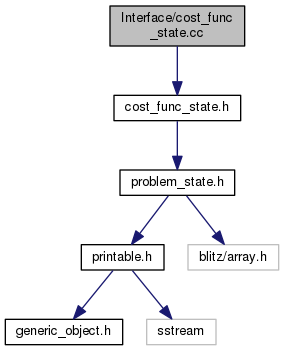 Interface/cost_func
_state.cc
cost_func_state.h
problem_state.h
printable.h
blitz/array.h
generic_object.h
sstream